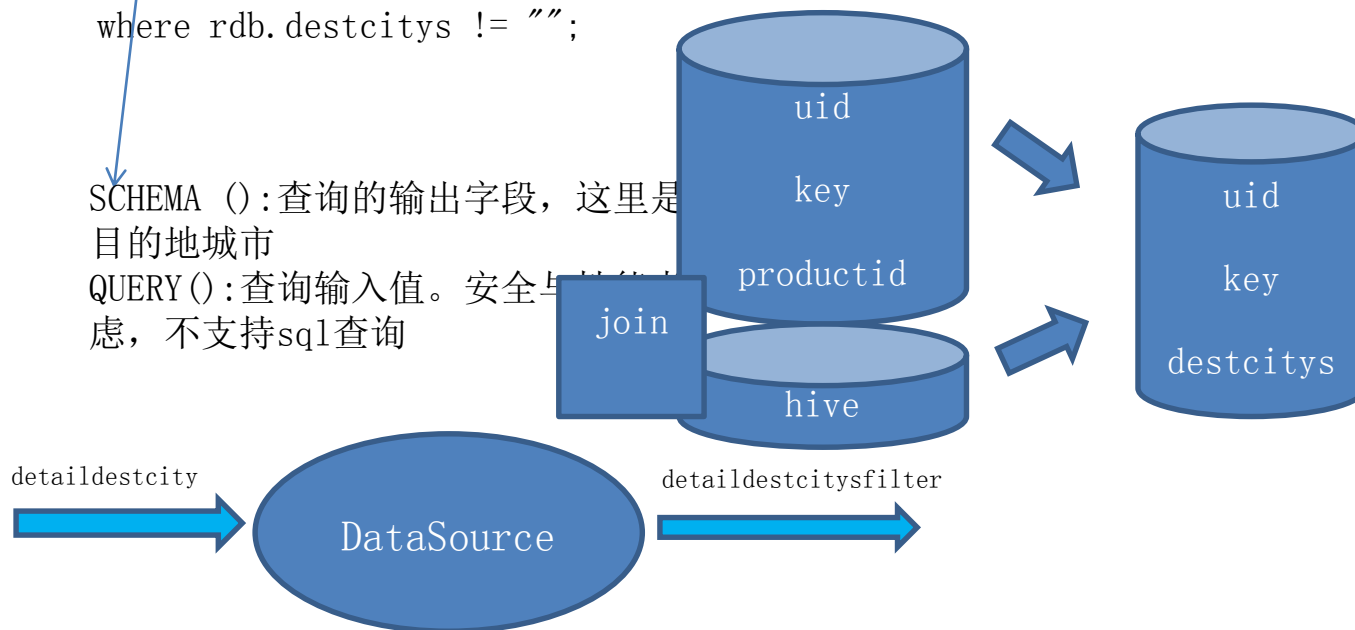 where rdb.destcitys != "";
SCHEMA ():查询的输出字段，这里是
目的地城市
QUERY():查询输入值。安全与
虑，不支持sql查询
uid
key
productid
join
hive
uid
key
destcitys
detaildestcity
DataSource
detaildestcitysfilter